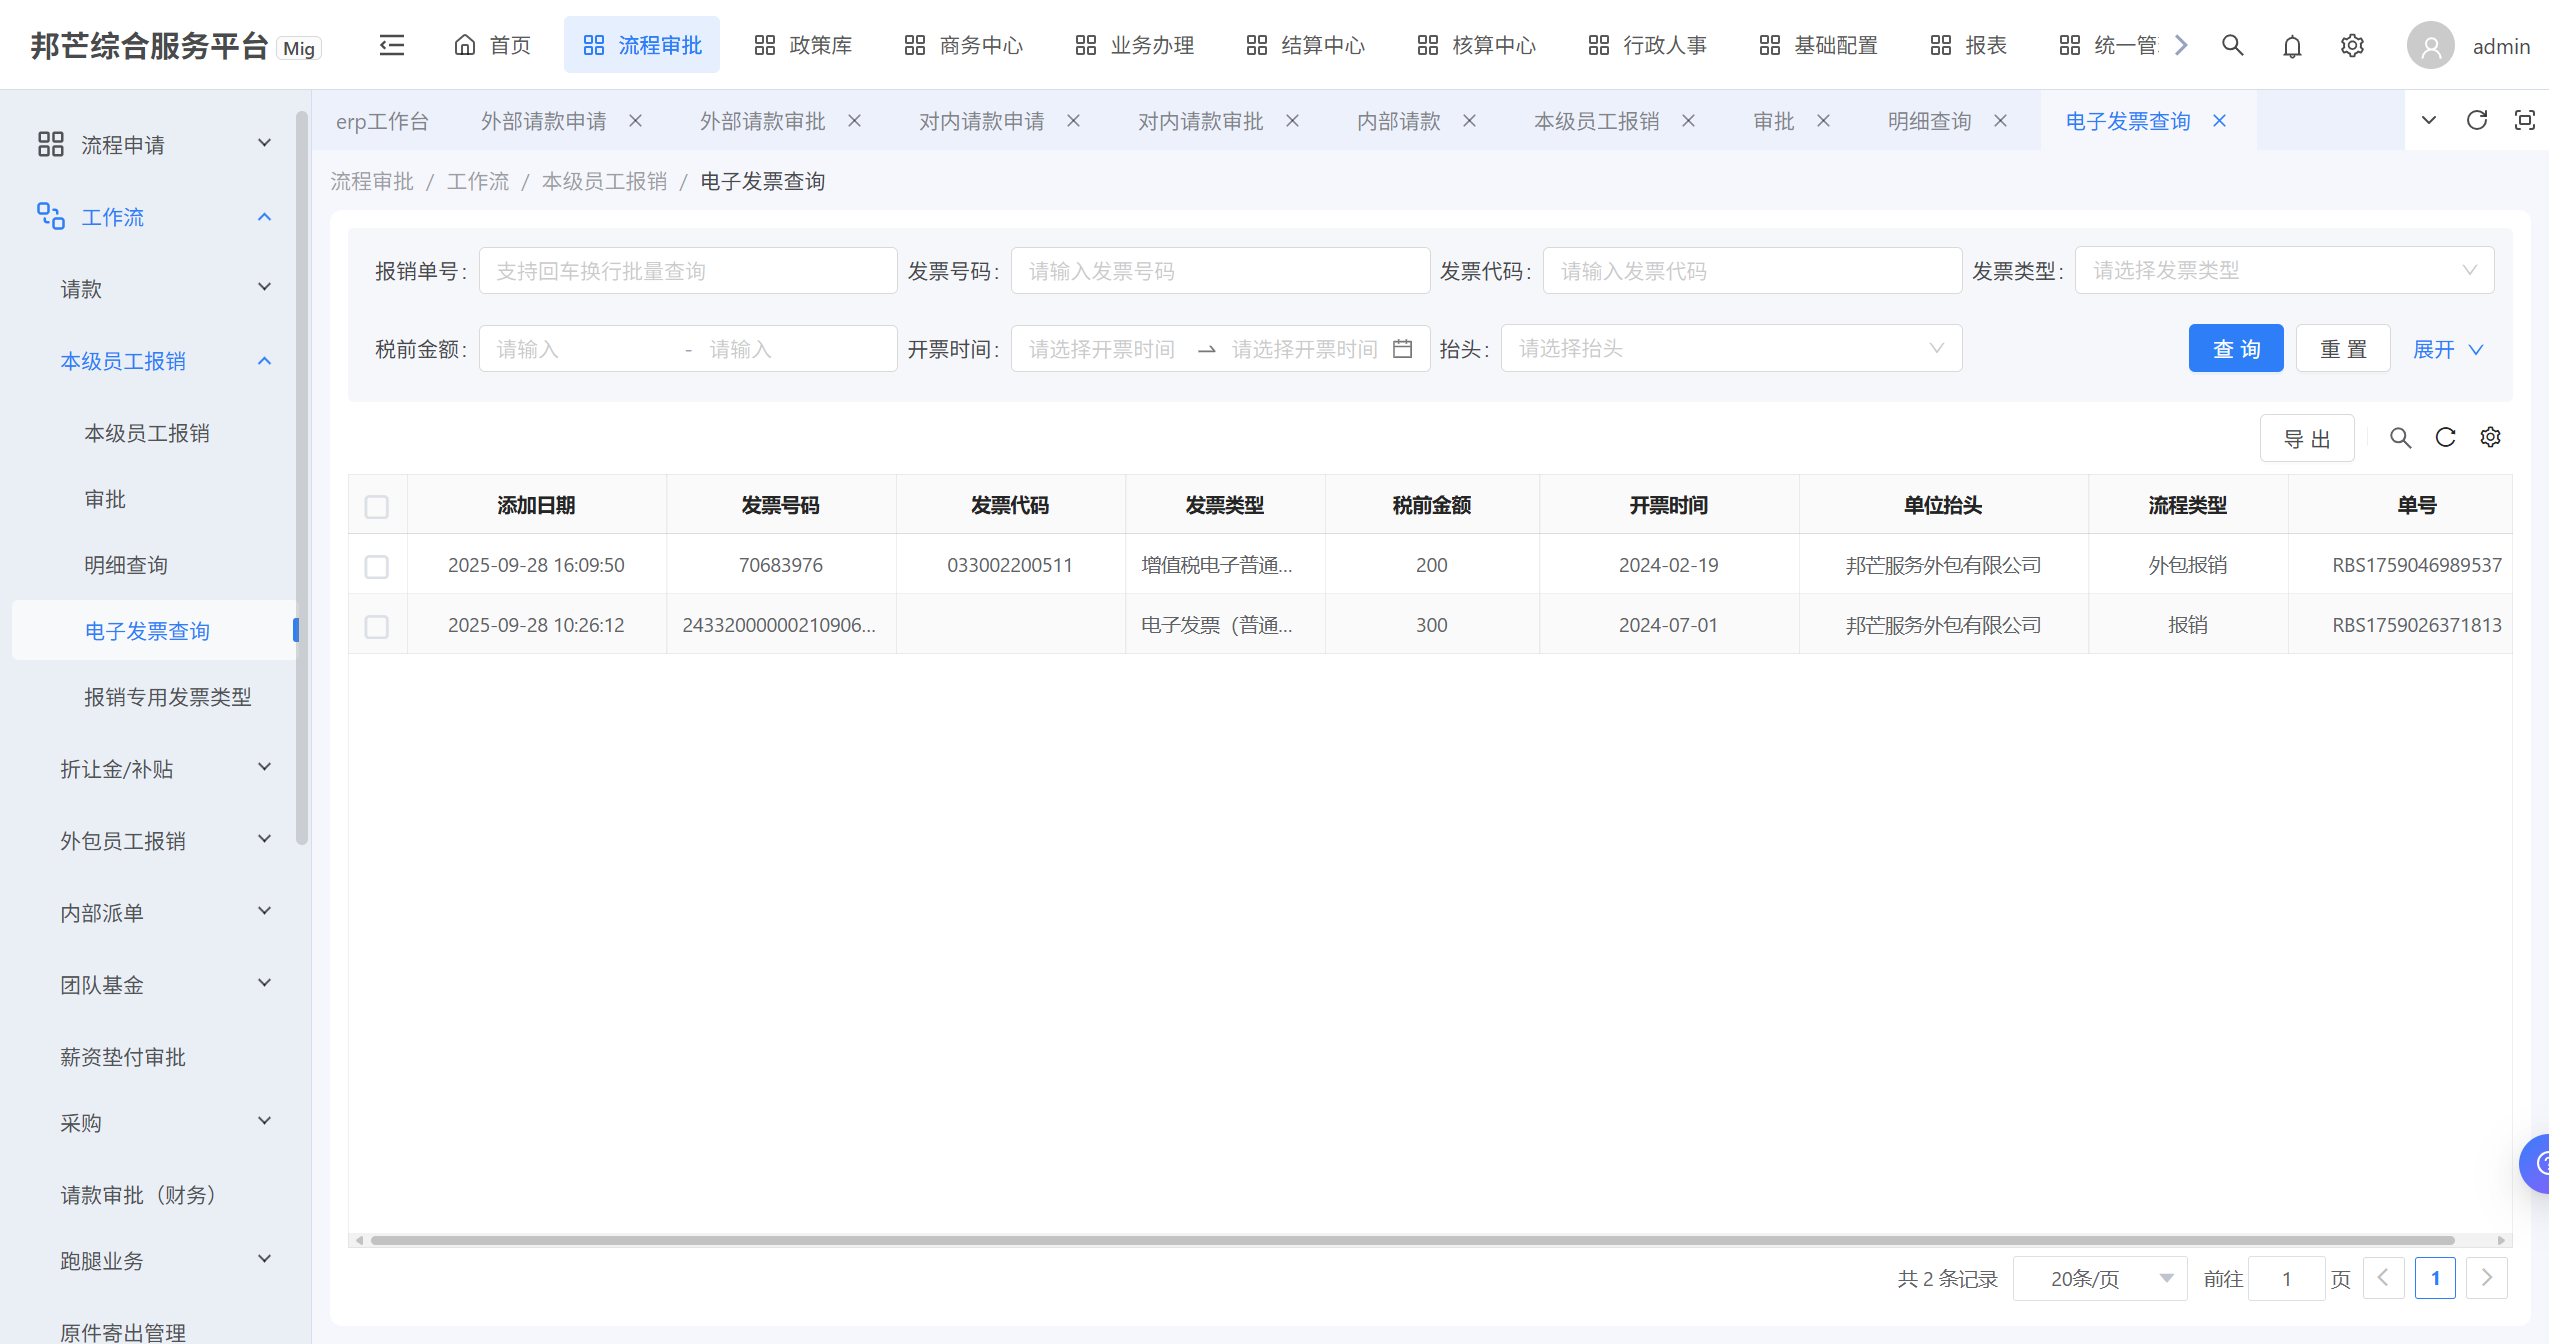 邦芒综合服务平台 Mig
首页 流程审批 政策库 商务中心 业务办理 结算中心 核算中心 行政人事 基础配置 报表 统一管 admin
erp工作台 外部请款申请 外部请款审批 对内请款申请 对内请款审批 内部请款 本级员工报销 审批 明细查询 电子发票查询
流程审批 / 工作流 / 本级员工报销 / 电子发票查询
流程申请
工作流
请款
本级员工报销
本级员工报销
审批
明细查询
电子发票查询
报销专用发票类型
折让金/补贴
外包员工报销
内部派单
团队基金
薪资垫付审批
采购
请款审批（财务）
跑腿业务
原件寄出管理
报销单号: 支持回车换行批量查询 发票号码: 请输入发票号码 发票代码: 请输入发票代码 发票类型: 请选择发票类型
税前金额: 请输入 - 请输入 开票时间: 请选择开票时间 请选择开票时间 抬头: 请选择抬头 查询 重置 展开
导出
添加日期 发票号码 发票代码 发票类型 税前金额 开票时间 单位抬头 流程类型 单号
2025-09-28 16:09:50 70683976 033002200511 增值税电子普通... 200 2024-02-19 邦芒服务外包有限公司 外包报销 RBS1759046989537
2025-09-28 10:26:12 24332000000210906... 电子发票（普通... 300 2024-07-01 邦芒服务外包有限公司 报销 RBS1759026371813
共 2 条记录 20条/页 前往 1 页 1